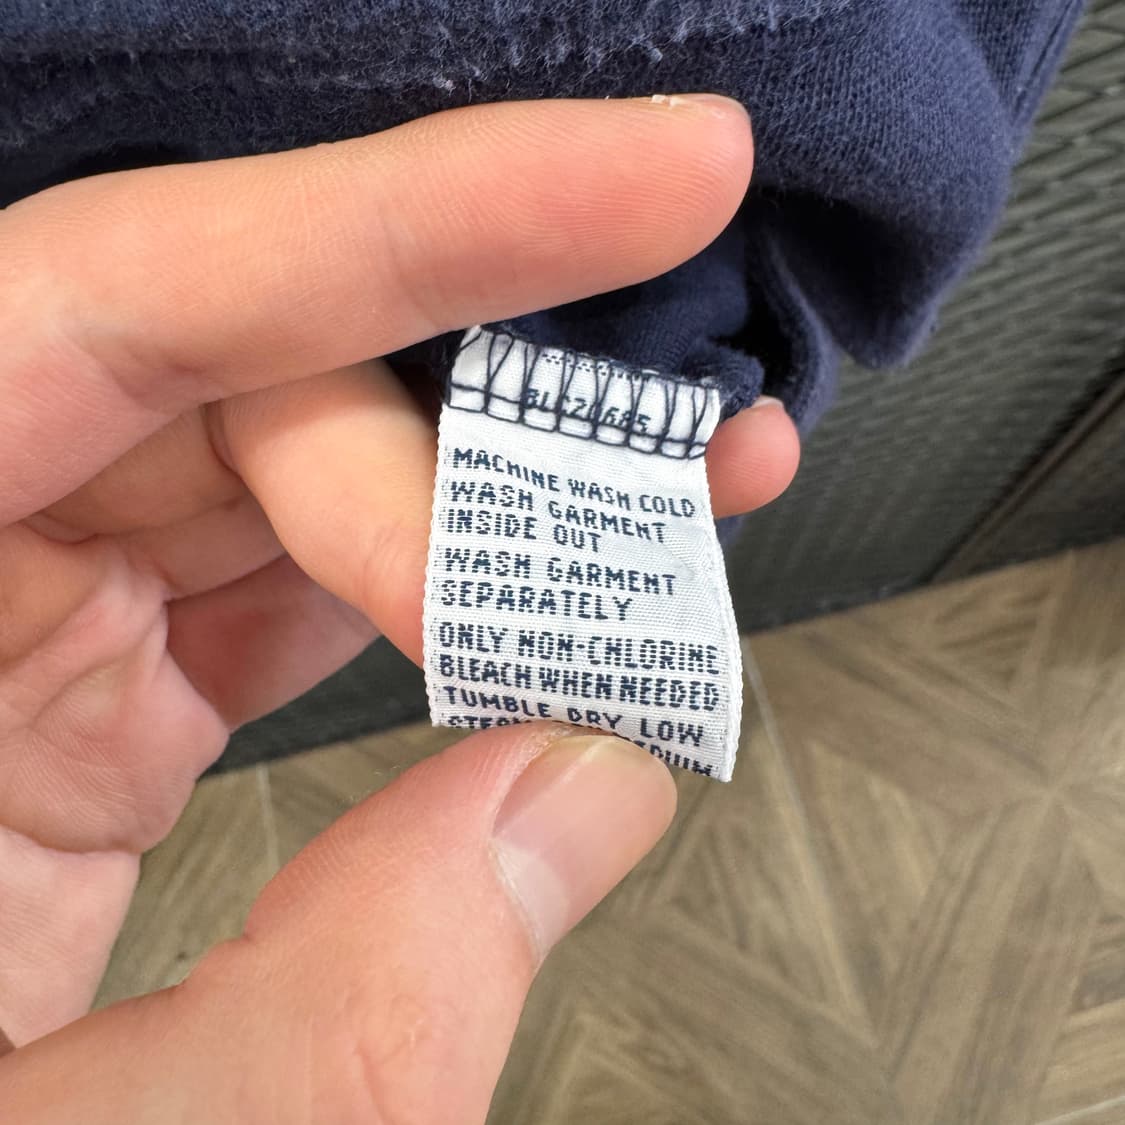 MACHINE WASH COLD
WASH GARMENT
INSIDE OUT
WASH GARMENT
SEPARATELY
ONLY NON-CHLORINE
BLEACH WHEN NEEDED
TUMBLE DRY LOW